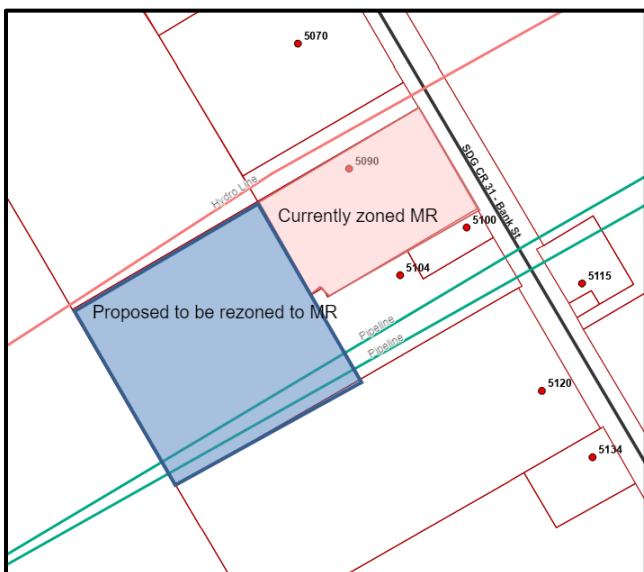 5070
5090
Hydro Line
SDG CR 31 - Bank St
Currently zoned MR
5100
5104
5115
Proposed to be rezoned to MR
Pipeline
Pipeline
5120
5134